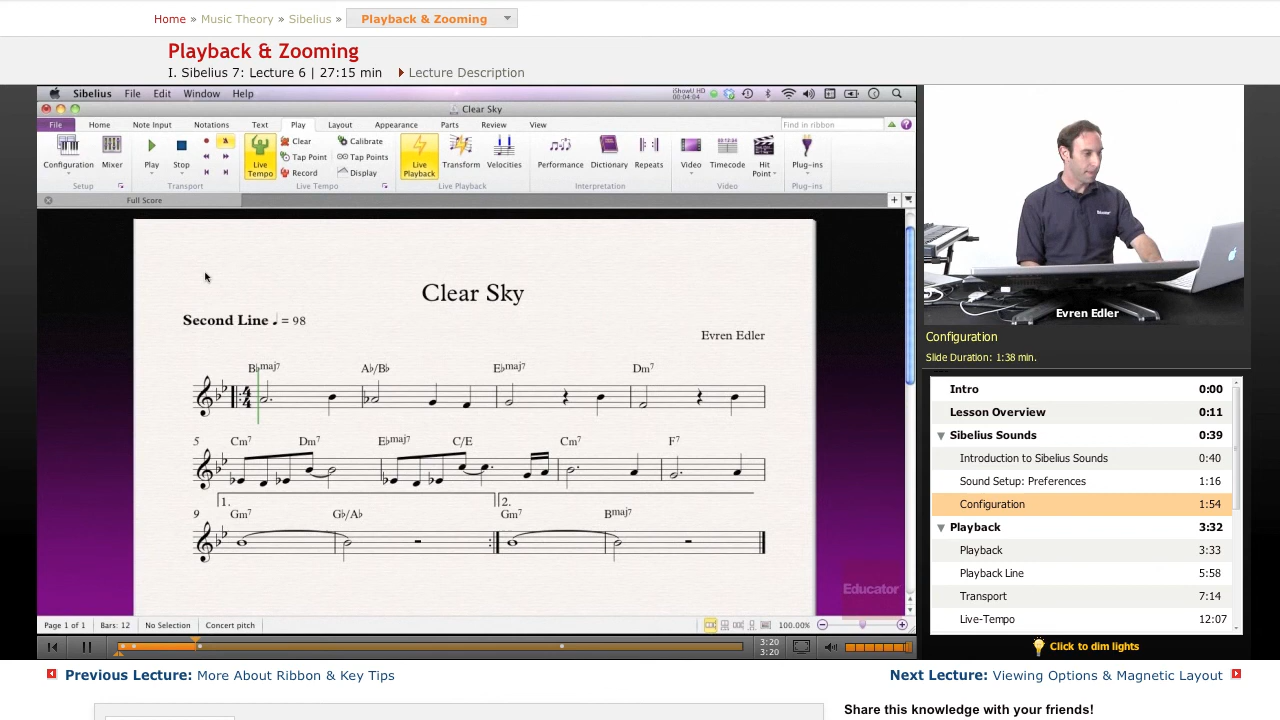 Home » Music Theory » Sibelius » Playback & Zooming
Playback & Zooming
I. Sibelius 7: Lecture 6 | 27:15 min Lecture Description
Sibelius File Edit Window Help
iShowU HD
00:04:04
Clear Sky
File Home Note Input Notations Text Play Layout Appearance Parts Review View Find in ribbon
Configuration Mixer Play Stop Live Tempo Clear Tap Point Record Calibrate Tap Points Display Live Playback Transform Velocities Performance Dictionary Repeats Video Timecode Hit Point Plug-ins
Setup Transport Live Tempo Live Playback Interpretation Video Plug-ins
Full Score
Clear Sky
Second Line ♩ = 98
Evren Edler
B♭maj7 A♭/B♭ E♭maj7 Dm7
5 Cm7 Dm7 E♭maj7 C/E Cm7 F7
1. 2.
9 Gm7 G♭/A♭ Gm7 Bmaj7
Educator
Page 1 of 1 Bars: 12 No Selection Concert pitch 100.00%
3:20
3:20
Evren Edler
Configuration
Slide Duration: 1:38 min.
Intro 0:00
Lesson Overview 0:11
Sibelius Sounds 0:39
Introduction to Sibelius Sounds 0:40
Sound Setup: Preferences 1:16
Configuration 1:54
Playback 3:32
Playback 3:33
Playback Line 5:58
Transport 7:14
Live-Tempo 12:07
Click to dim lights
Previous Lecture: More About Ribbon & Key Tips
Next Lecture: Viewing Options & Magnetic Layout
Share this knowledge with your friends!